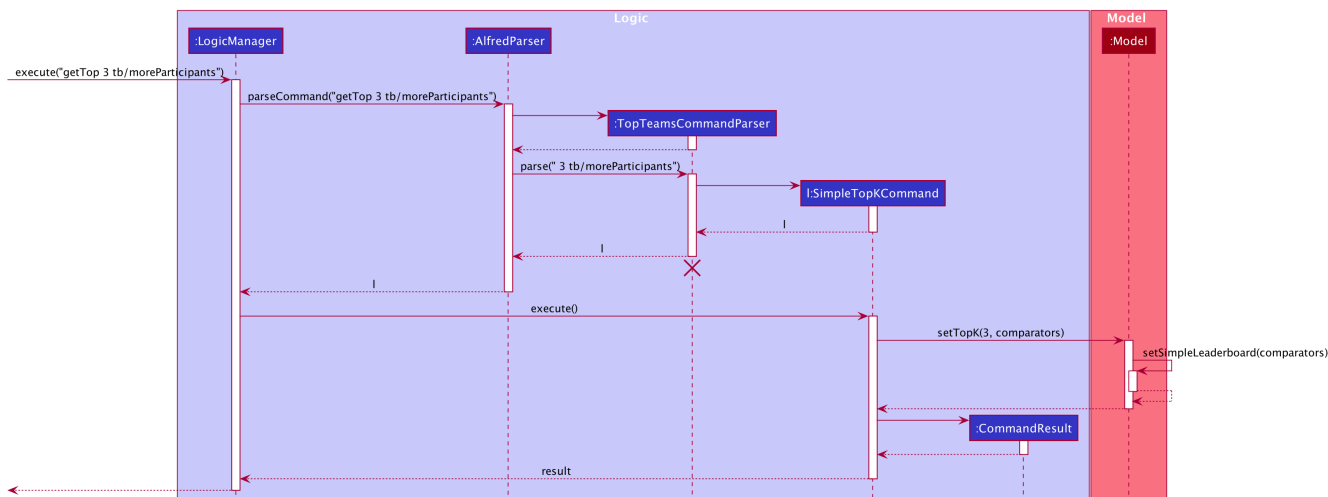 Logic
Model
:LogicManager
:AlfredParser
:Model
execute("getTop 3 tb/moreParticipants")
parseCommand("getTop 3 tb/moreParticipants")
:TopTeamsCommandParser
parse(" 3 tb/moreParticipants")
l:SimpleTopKCommand
l
l
l
execute()
setTopK(3, comparators)
setSimpleLeaderboard(comparators)
:CommandResult
result